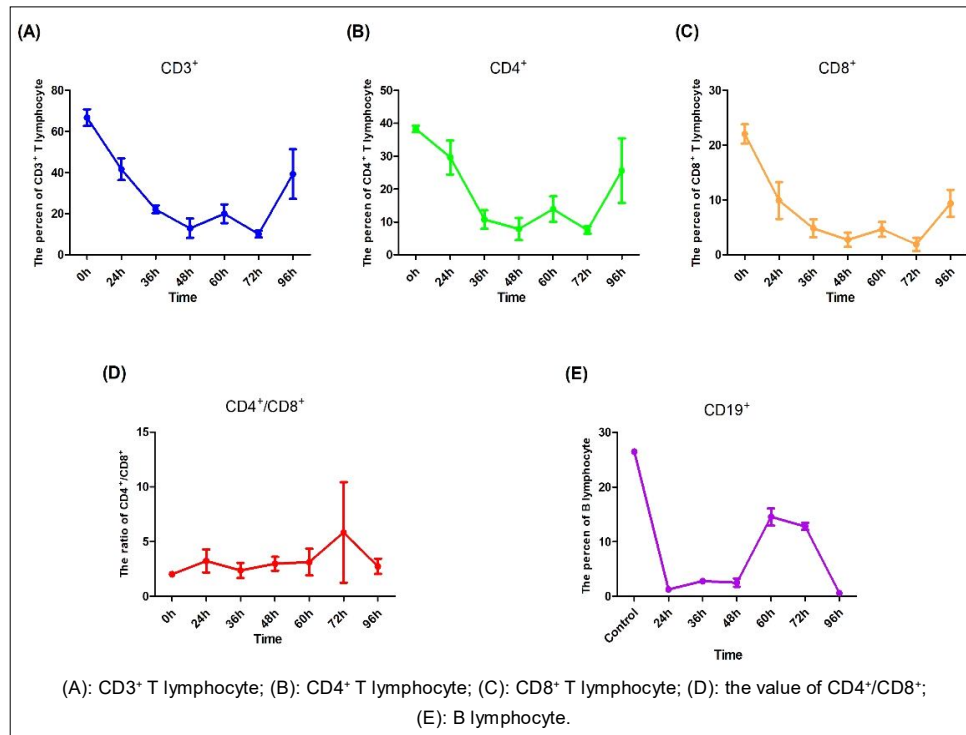 (A)
CD3⁺
The percen of CD3⁺ T lymphocyte
80
60
40
20
0
0h 24h 36h 48h 60h 72h 96h
Time
(B)
CD4⁺
The percen of CD4⁺ T lymphocyte
50
40
30
20
10
0
oh 24h 36h 48h 60h 72h 96h
Time
(C)
CD8⁺
The percen of CD8⁺ T lymphocyte
30
20
10
0
0h 24h 36h 48h 60h 72h 96h
Time
(D)
CD4⁺/CD8⁺
The ratio of CD4⁺/CD8⁺
15
10
5
0
0h 24h 36h 48h 60h 72h 96h
Time
(E)
CD19⁺
The percen of B lymphocyte
30
20
10
0
Control 24h 36h 48h 60h 72h 96h
Time
(A): CD3⁺ T lymphocyte; (B): CD4⁺ T lymphocyte; (C): CD8⁺ T lymphocyte; (D): the value of CD4⁺/CD8⁺;
(E): B lymphocyte.